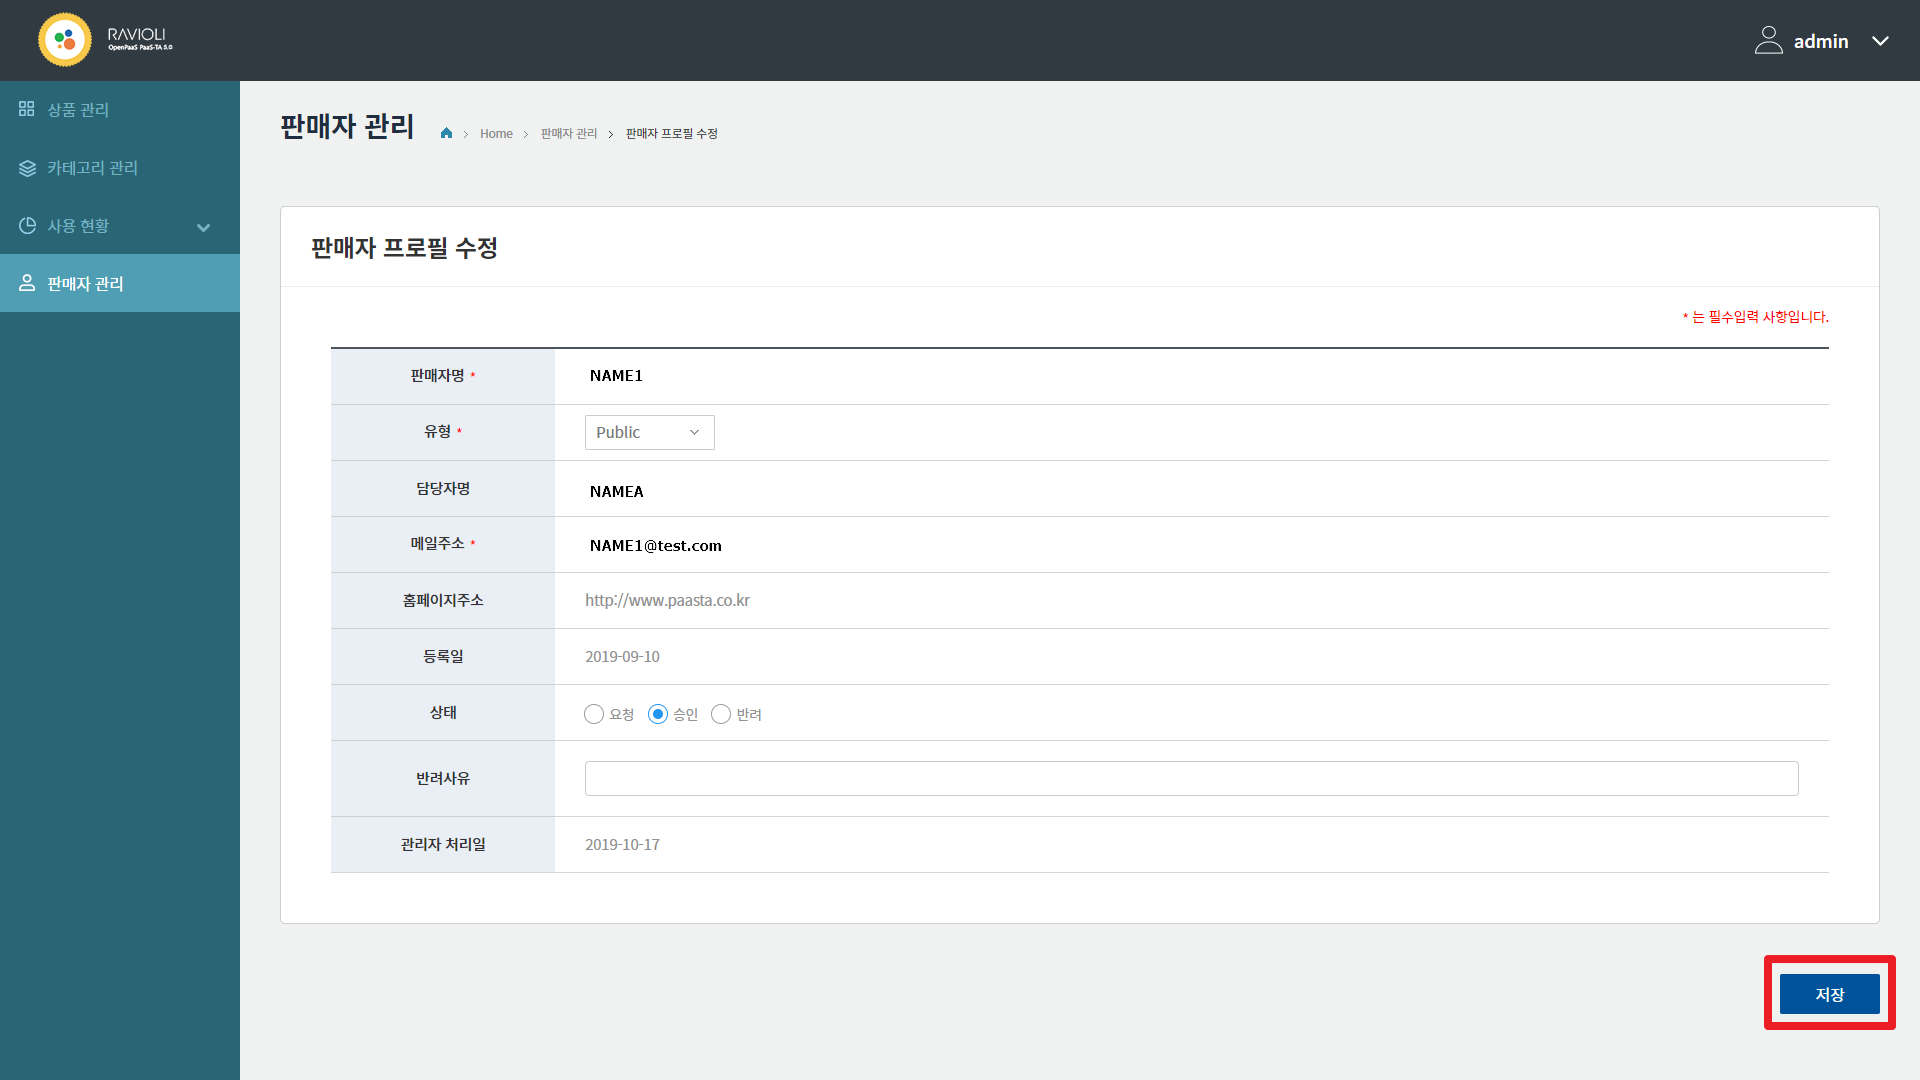 RAVIOLI
OpenPaaS PaaS-TA 5.0
admin
상품 관리
카테고리 관리
사용 현황
판매자 관리
판매자 관리 > Home > 판매자 관리 > 판매자 프로필 수정
판매자 프로필 수정
* 는 필수입력 사항입니다.
판매자명 * NAME1
유형 * Public
담당자명 NAMEA
메일주소 * NAME1@test.com
홈페이지주소 http://www.paasta.co.kr
등록일 2019-09-10
상태 요청 승인 반려
반려사유
관리자 처리일 2019-10-17
저장